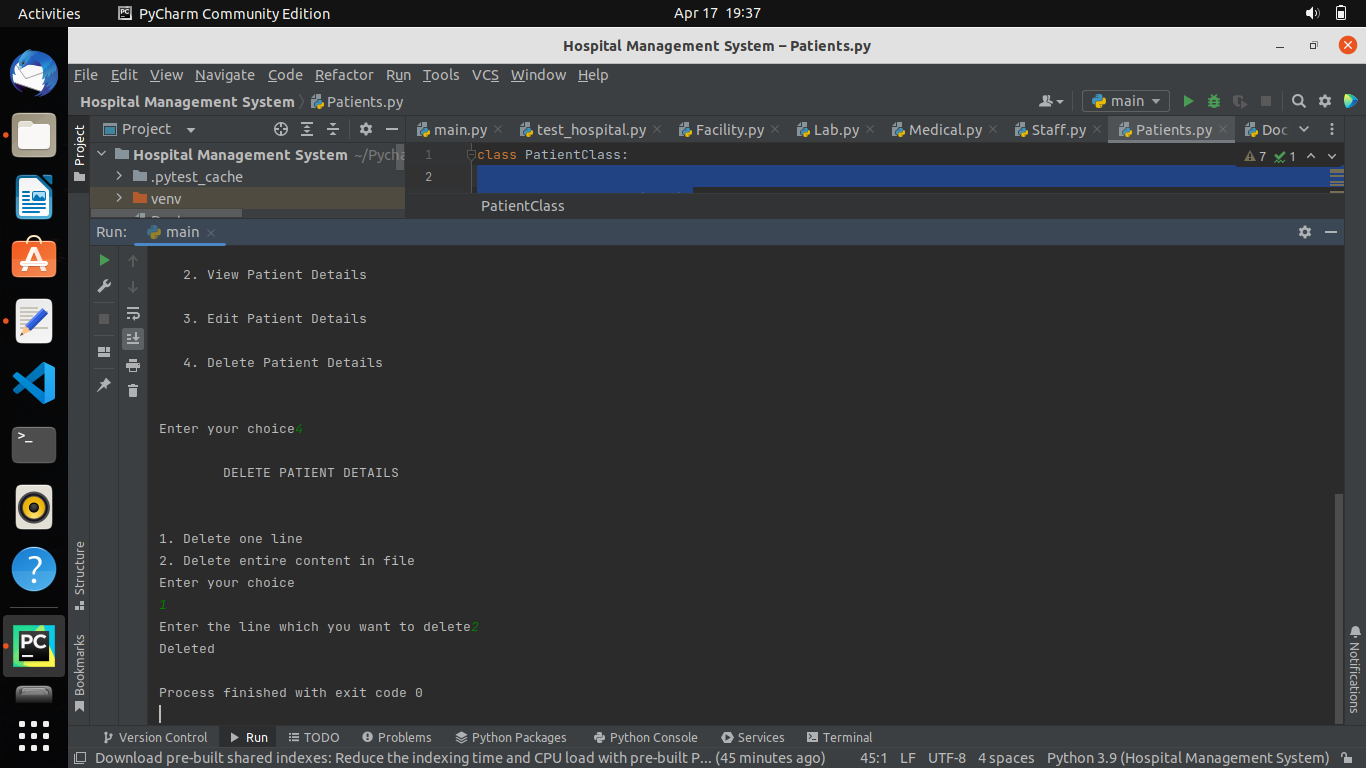 Activities PyCharm Community Edition Apr 17 19:37
Hospital Management System – Patients.py
File Edit View Navigate Code Refactor Run Tools VCS Window Help
Hospital Management System Patients.py main
Project Project main.py test_hospital.py Facility.py Lab.py Medical.py Staff.py Patients.py Doc
Hospital Management System ~/Pycha
.pytest_cache
venv
1 class PatientClass: 7 1
2
PatientClass
Run: main
2. View Patient Details
3. Edit Patient Details
4. Delete Patient Details
Enter your choice4
DELETE PATIENT DETAILS
1. Delete one line
2. Delete entire content in file
Enter your choice
1
Enter the line which you want to delete2
Deleted
Process finished with exit code 0
Structure
Bookmarks
Notifications
PC
Version Control Run TODO Problems Python Packages Python Console Services Terminal
Download pre-built shared indexes: Reduce the indexing time and CPU load with pre-built P... (45 minutes ago) 45:1 LF UTF-8 4 spaces Python 3.9 (Hospital Management System)